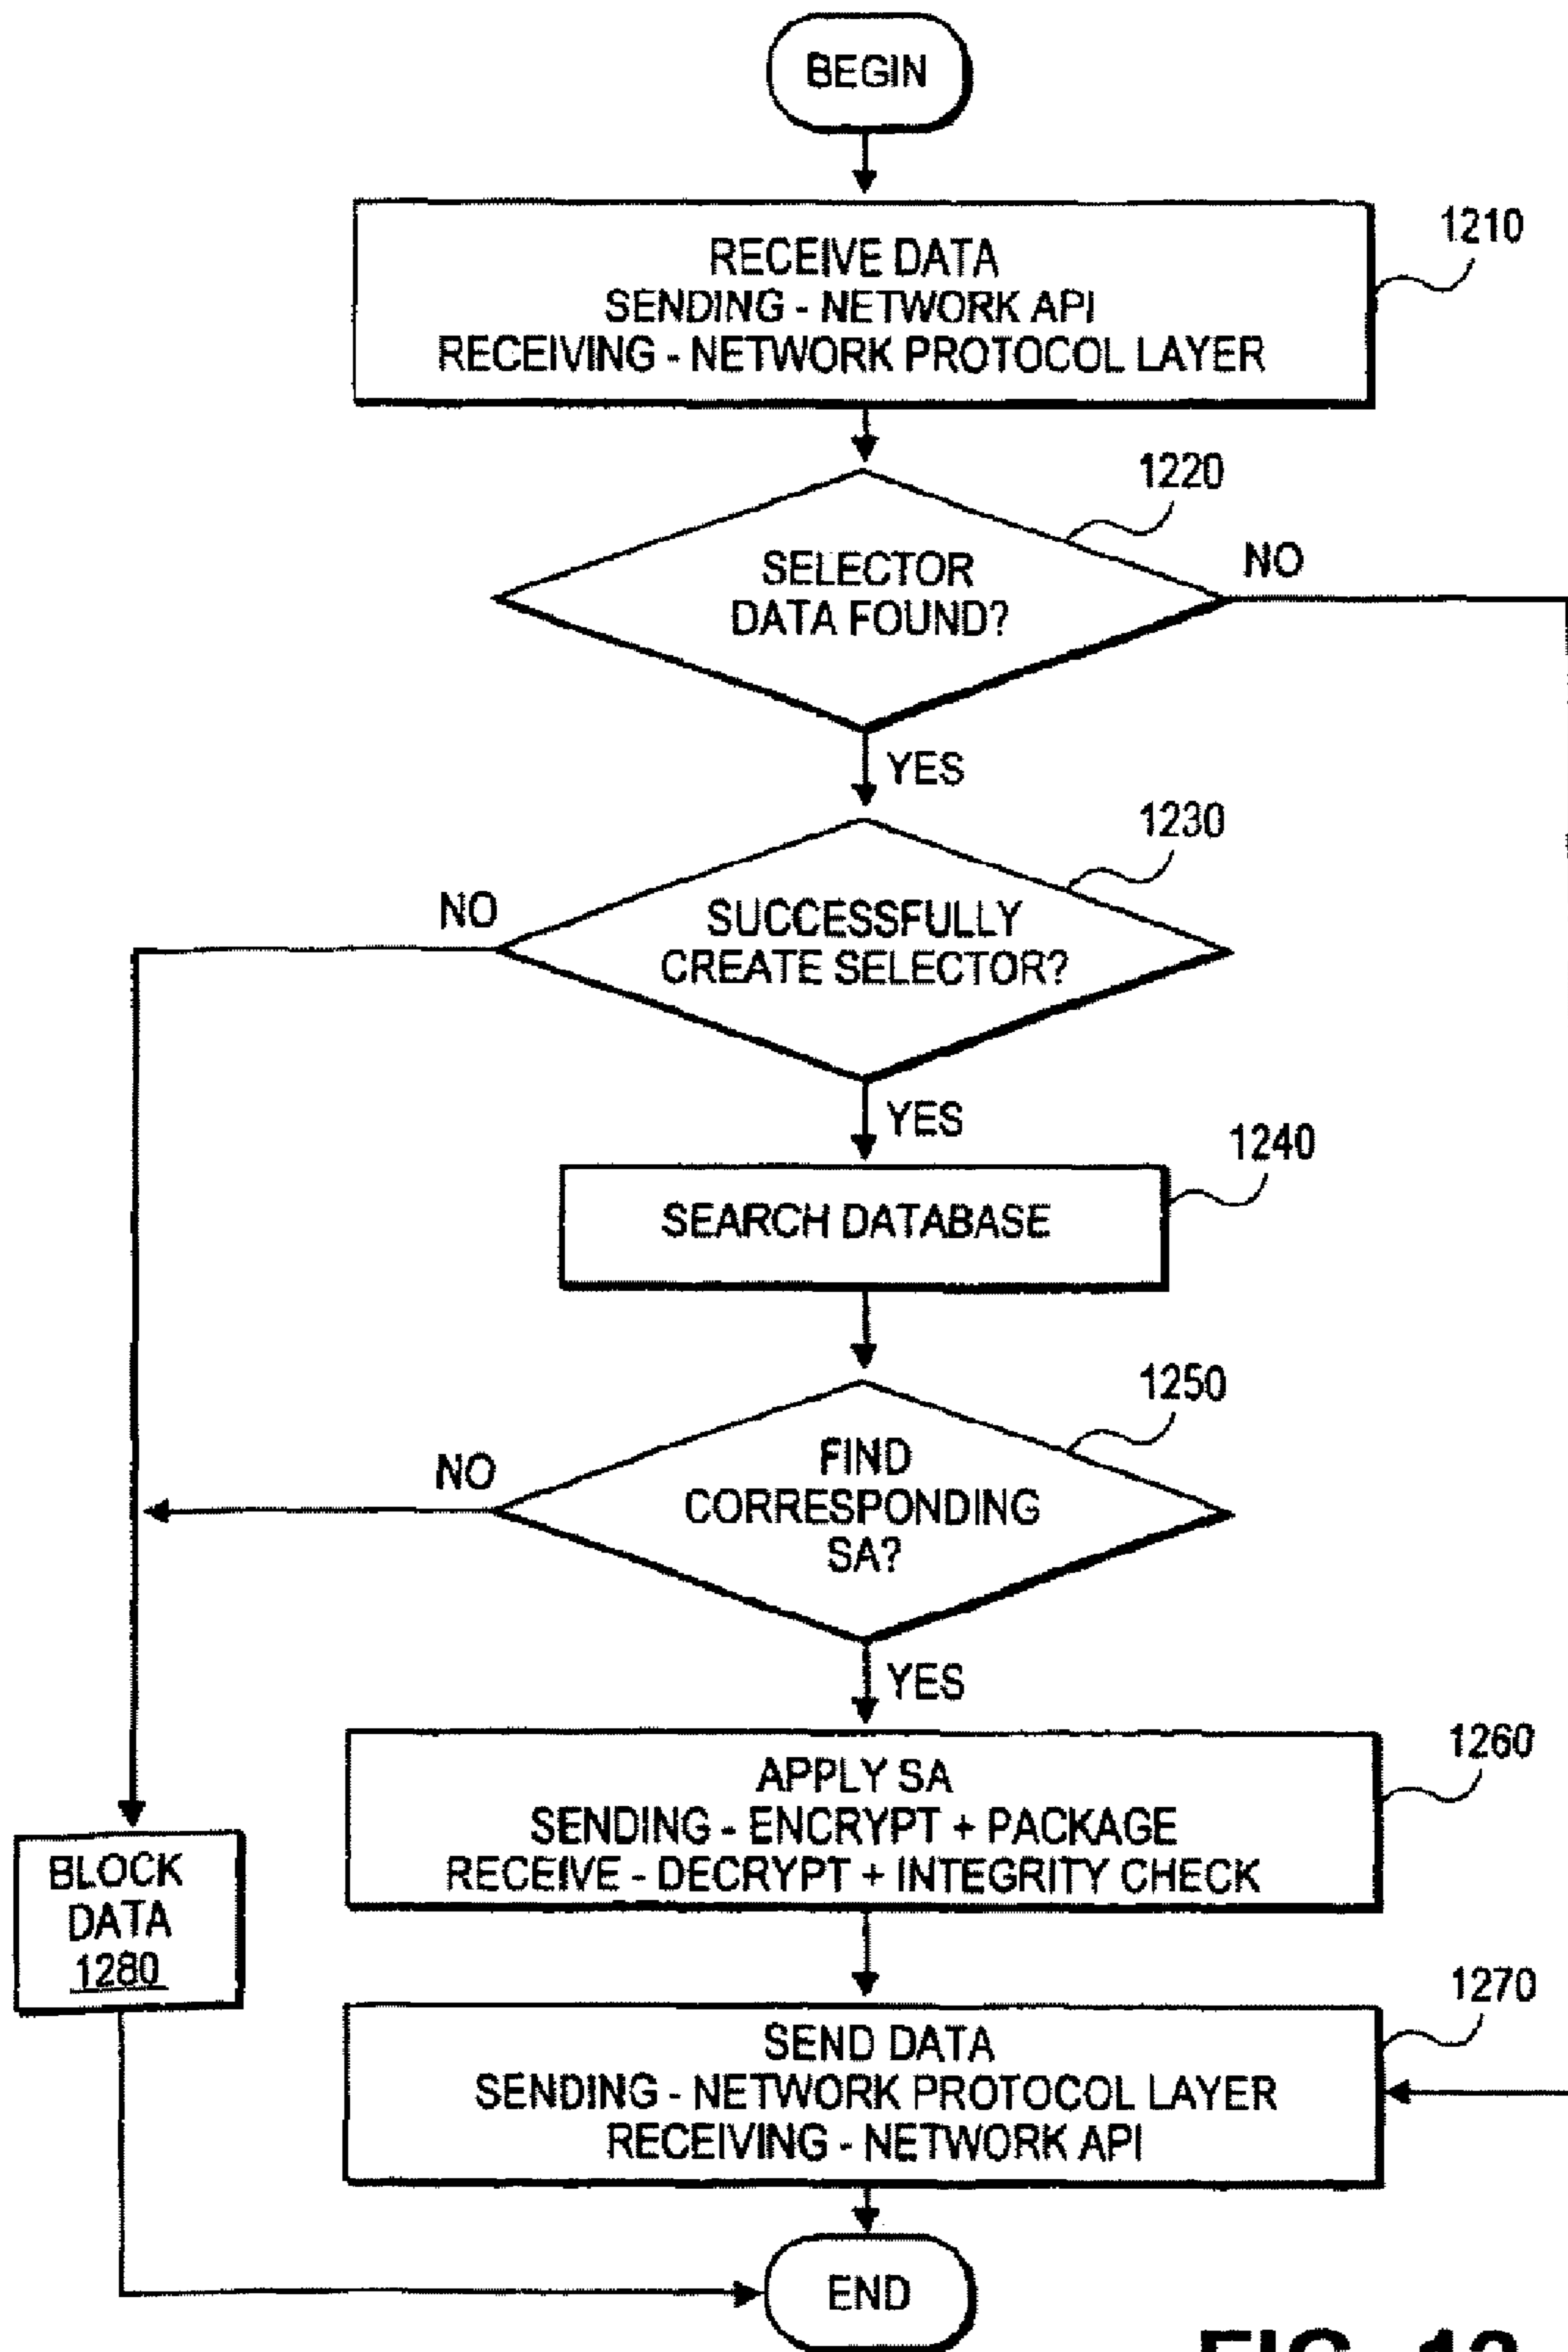 BEGIN
RECEIVE DATA
SENDING - NETWORK API
RECEIVING - NETWORK PROTOCOL LAYER
1210
SELECTOR
DATA FOUND?
1220
NO
YES
SUCCESSFULLY
CREATE SELECTOR?
1230
NO
YES
SEARCH DATABASE
1240
FIND
CORRESPONDING
SA?
1250
NO
YES
APPLY SA
SENDING - ENCRYPT + PACKAGE
RECEIVE - DECRYPT + INTEGRITY CHECK
1260
BLOCK
DATA
1280
SEND DATA
SENDING - NETWORK PROTOCOL LAYER
RECEIVING - NETWORK API
1270
END